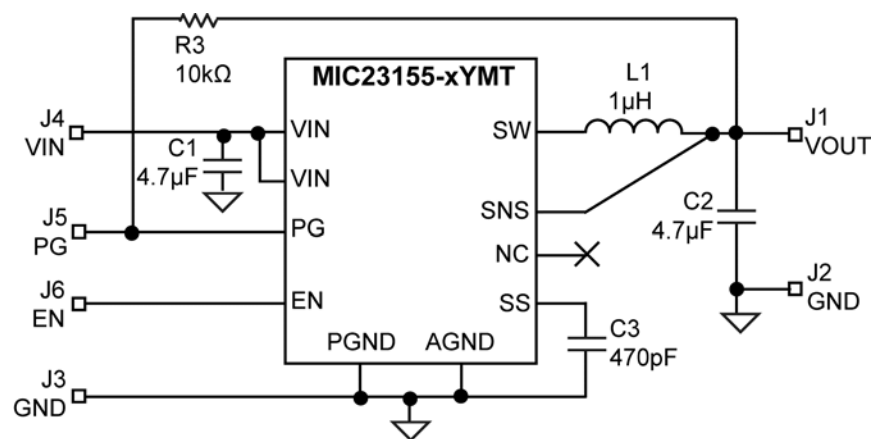 R3
10kΩ
MIC23155-xYMT
L1
1µH
J4
VIN
C1
4.7µF
VIN
VIN
SW
J1
VOUT
J5
PG
PG
SNS
C2
4.7µF
NC
J6
EN
EN
SS
J2
GND
PGND
AGND
C3
470pF
J3
GND